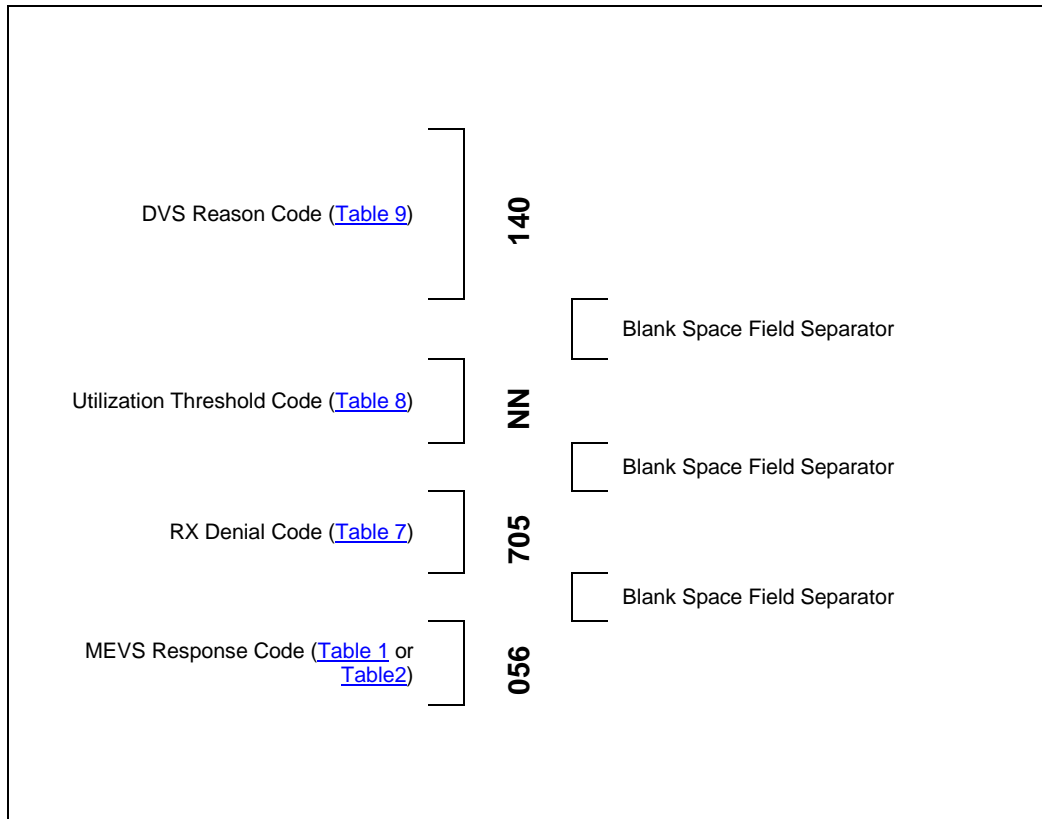 DVS Reason Code (Table 9)
140
Blank Space Field Separator
Utilization Threshold Code (Table 8)
NN
Blank Space Field Separator
RX Denial Code (Table 7)
705
Blank Space Field Separator
MEVS Response Code (Table 1 or
Table2)
056